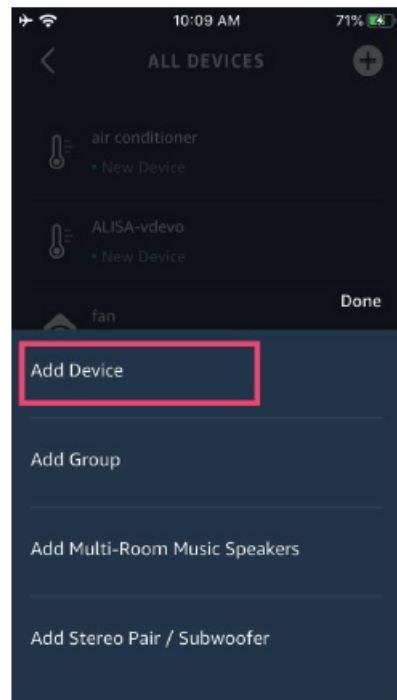 10:09 AM 71%
ALL DEVICES
air conditioner
• New Device
ALISA-vdevo
• New Device
fan
Done
Add Device
Add Group
Add Multi-Room Music Speakers
Add Stereo Pair / Subwoofer